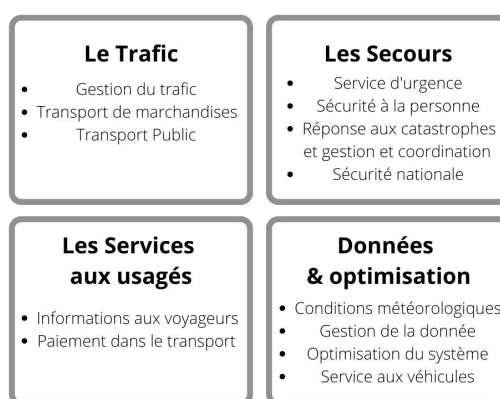 Le Trafic
Gestion du trafic
Transport de marchandises
Transport Public
Les Secours
Service d'urgence
Sécurité à la personne
Réponse aux catastrophes
et gestion et coordination
Sécurité nationale
Les Services
aux usagés
Informations aux voyageurs
Paiement dans le transport
Données
& optimisation
Conditions météorologiques
Gestion de la donnée
Optimisation du système
Service aux véhicules